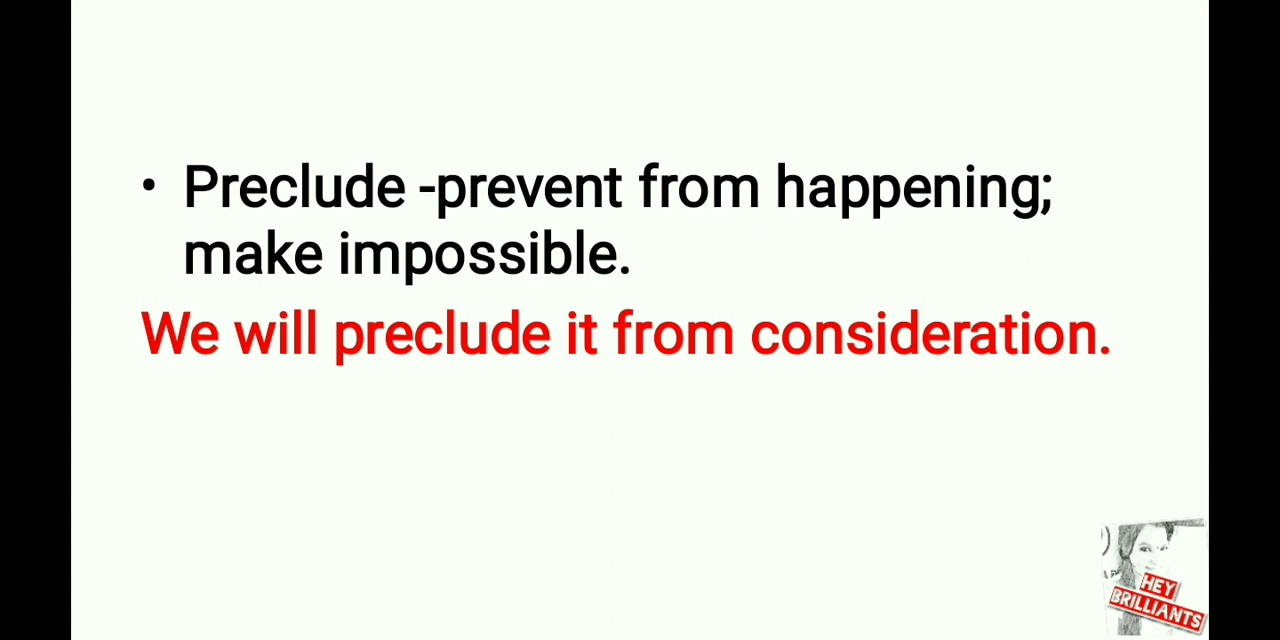 • Preclude -prevent from happening;
make impossible.
We will preclude it from consideration.
HEY
BRILLIANTS